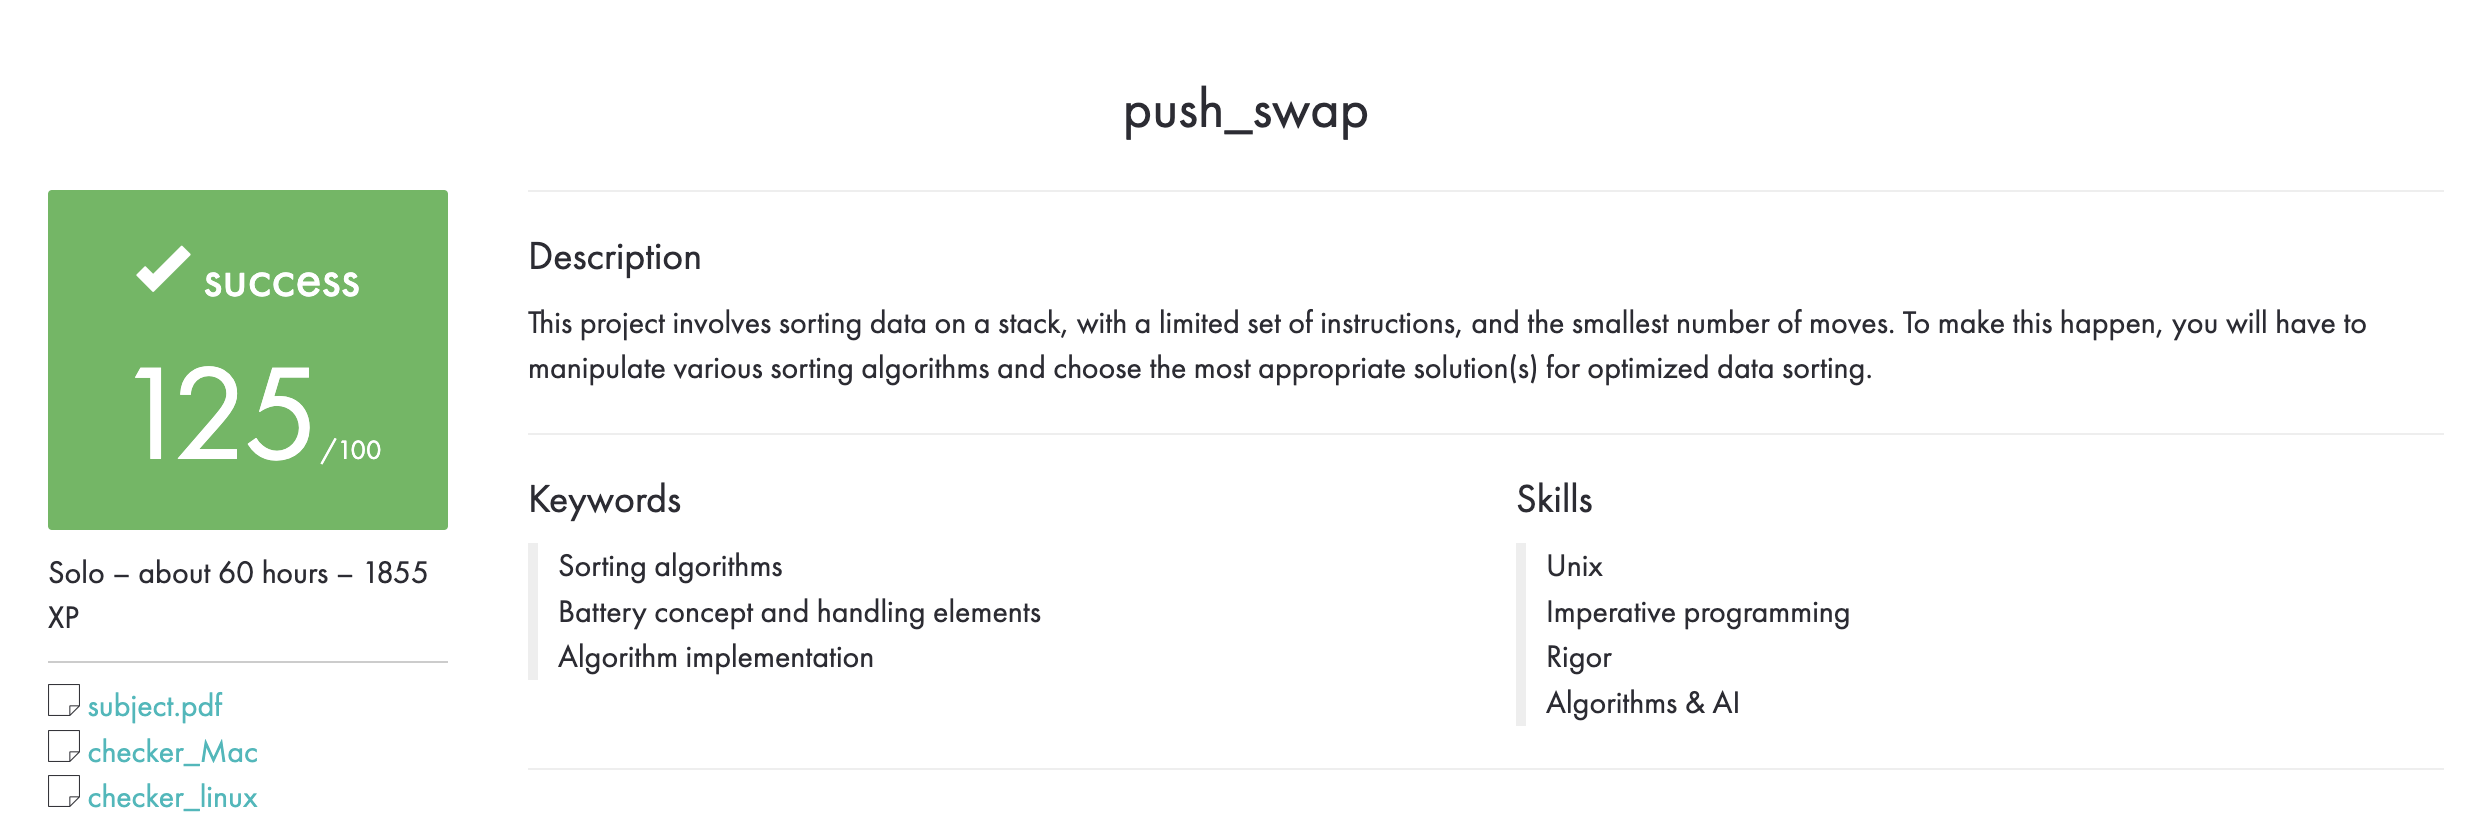 push_swap
success
125/100
Solo – about 60 hours – 1855
XP
subject.pdf
checker_Mac
checker_linux
Description
This project involves sorting data on a stack, with a limited set of instructions, and the smallest number of moves. To make this happen, you will have to
manipulate various sorting algorithms and choose the most appropriate solution(s) for optimized data sorting.
Keywords
Sorting algorithms
Battery concept and handling elements
Algorithm implementation
Skills
Unix
Imperative programming
Rigor
Algorithms & AI